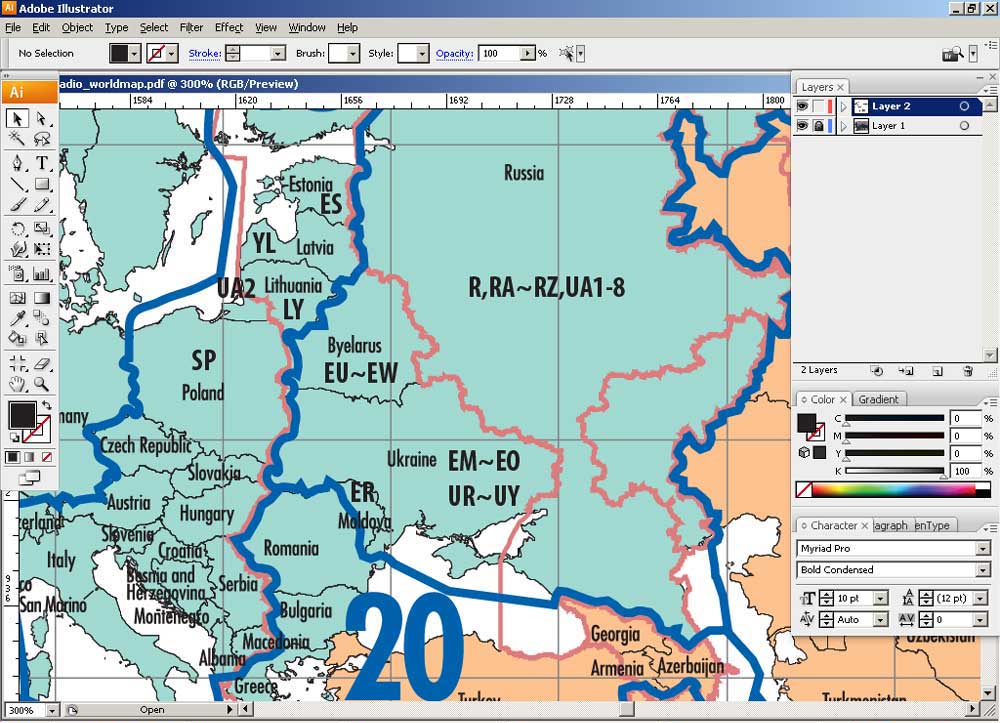 Adobe Illustrator
File Edit Object Type Select Filter Effect View Window Help
No Selection Stroke: Brush: Style: Opacity: 100 %
adio_worldmap.pdf @ 300% (RGB/Preview)
Ai
1584 1620 1656 1692 1728 1764 1800
Layers
Layer 2
Layer 1
2 Layers
Russia
Estonia
ES
YL Latvia
UA2 Lithuania
LY
R,RA~RZ,UA1-8
Byelarus
EU~EW
SP
Poland
many
Czech Republic
Slovakia
Ukraine EM~EO
UR~UY
ER
Moldova
Austria
Hungary
erland
Slovenia
Croatia
Italy
Romania
Bosnia and
Herzegovina
Serbia
co
San Marino
Montenegro
Bulgaria
20
Macedonia
Albania
Greece
Georgia
Armenia Azerbaijan
Turkey
Uzbekistan
Turkmenistan
Color Gradient
C 0 %
M 0 %
Y 0 %
K 100 %
Character aragraph enType
Myriad Pro
Bold Condensed
10 pt (12 pt)
Auto 0
300% Open